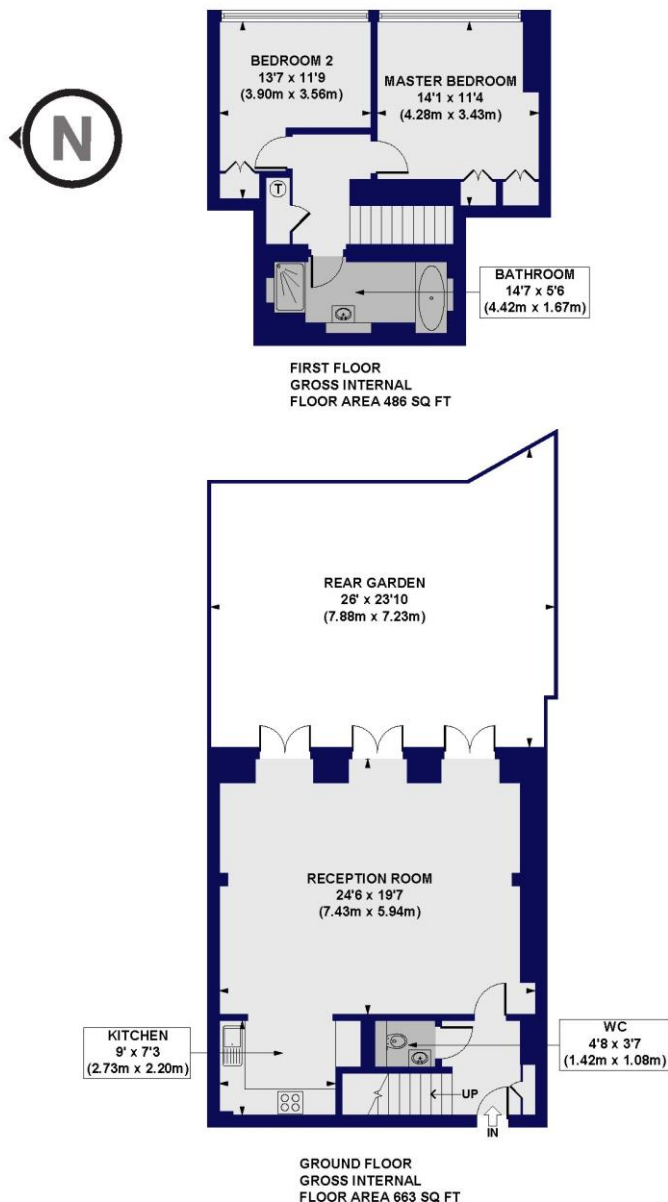 BEDROOM 2
13'7 x 11'9
(3.90m x 3.56m)
MASTER BEDROOM
14'1 x 11'4
(4.28m x 3.43m)
N
T
BATHROOM
14'7 x 5'6
(4.42m x 1.67m)
FIRST FLOOR
GROSS INTERNAL
FLOOR AREA 486 SQ FT
REAR GARDEN
26' x 23'10
(7.88m x 7.23m)
RECEPTION ROOM
24'6 x 19'7
(7.43m x 5.94m)
KITCHEN
9' x 7'3
(2.73m x 2.20m)
WC
4'8 x 3'7
(1.42m x 1.08m)
UP
IN
GROUND FLOOR
GROSS INTERNAL
FLOOR AREA 663 SQ FT